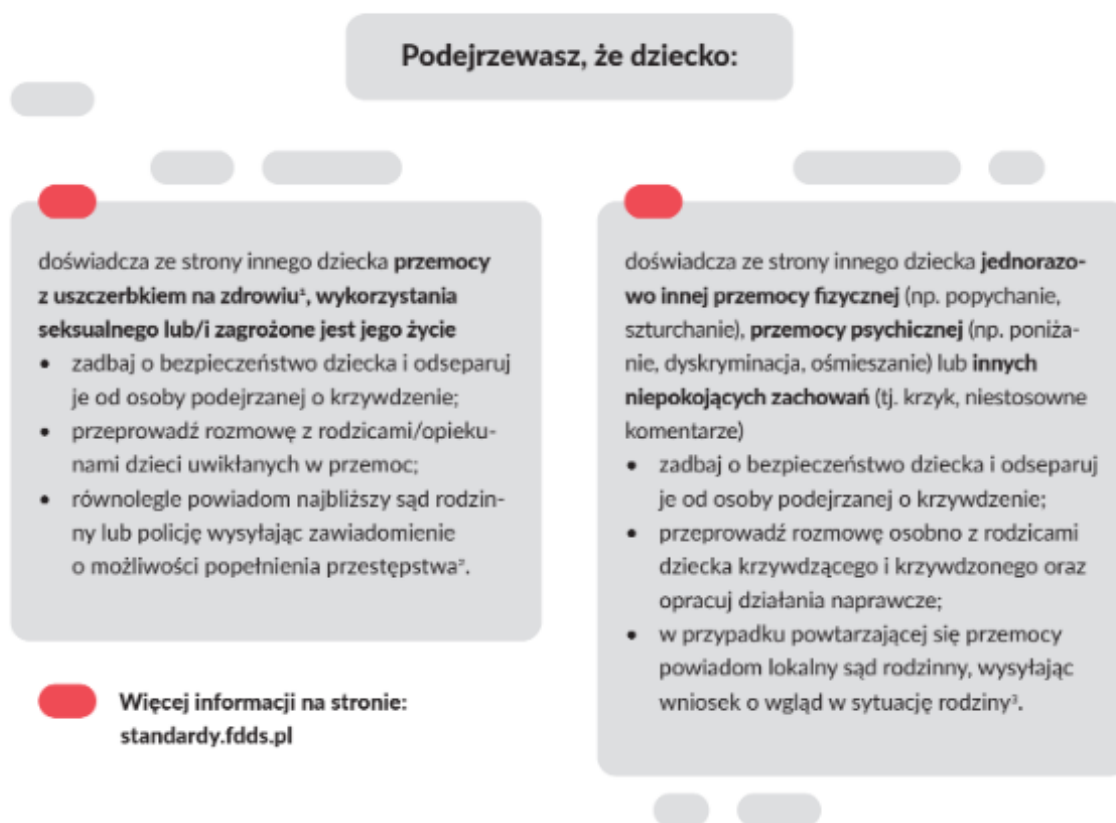 Podejrzewasz, że dziecko:
doświadcza ze strony innego dziecka przemocy
z uszczerbkiem na zdrowiu¹, wykorzystania
seksualnego lub/i zagrożone jest jego życie
• zadbaj o bezpieczeństwo dziecka i odseparuj
je od osoby podejrzanej o krzywdzenie;
• przeprowadź rozmowę z rodzicami/opieku-
nami dzieci uwikłanych w przemoc;
• równolegle powiadom najbliższy sąd rodzin-
ny lub policję wysyłając zawiadomienie
o możliwości popełnienia przestępstwa².
Więcej informacji na stronie:
standardy.fdds.pl
doświadcza ze strony innego dziecka jednorazo-
wo innej przemocy fizycznej (np. popychanie,
szturchanie), przemocy psychicznej (np. poniża-
nie, dyskryminacja, ośmieszanie) lub innych
niepokojących zachowań (tj. krzyk, niestosowne
komentarze)
• zadbaj o bezpieczeństwo dziecka i odseparuj
je od osoby podejrzanej o krzywdzenie;
• przeprowadź rozmowę osobno z rodzicami
dziecka krzywdzącego i krzywdzonego oraz
opracuj działania naprawcze;
• w przypadku powtarzającej się przemocy
powiadom lokalny sąd rodzinny, wysyłając
wniosek o wgląd w sytuację rodziny³.